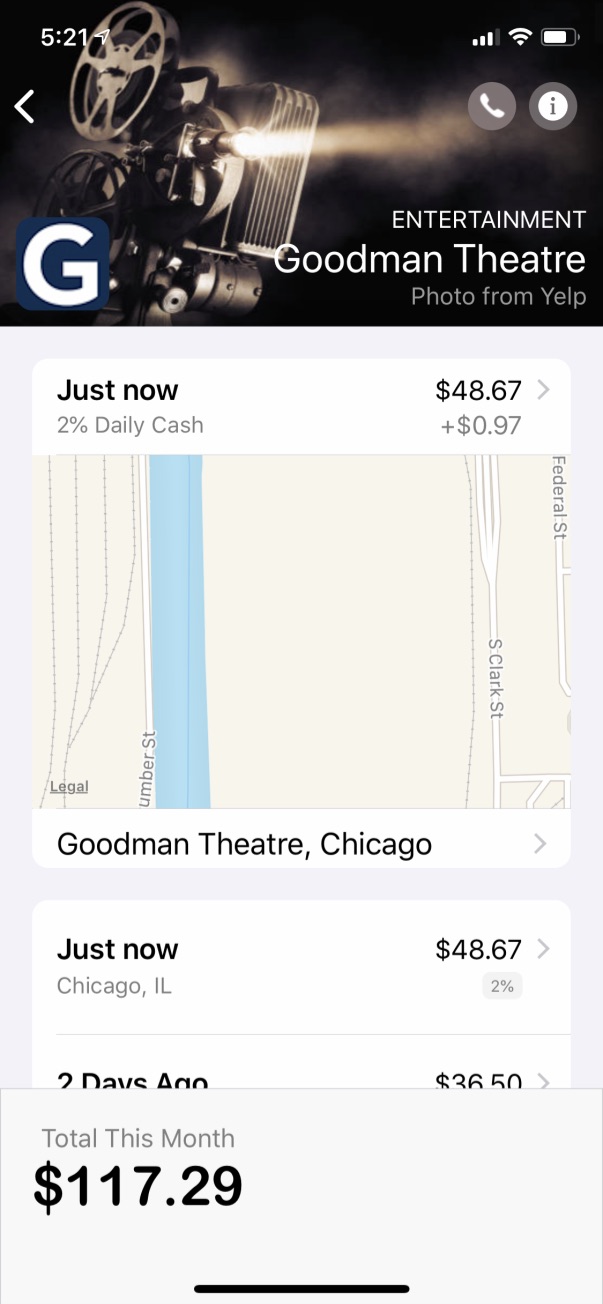 5:21
ENTERTAINMENT
G
Goodman Theatre
Photo from Yelp
Just now $48.67
2% Daily Cash +$0.97
Federal St
S Clark St
umber St
Legal
Goodman Theatre, Chicago
Just now $48.67
Chicago, IL 2%
2 Days Ago $36.50
Total This Month
$117.29